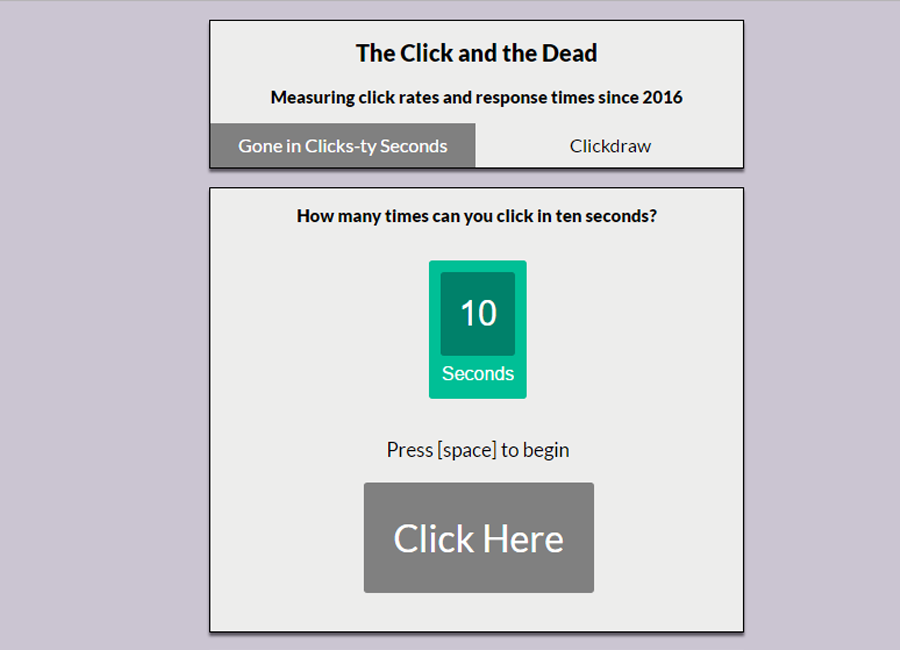 The Click and the Dead
Measuring click rates and response times since 2016
Gone in Clicks-ty Seconds
Clickdraw
How many times can you click in ten seconds?
10
Seconds
Press [space] to begin
Click Here